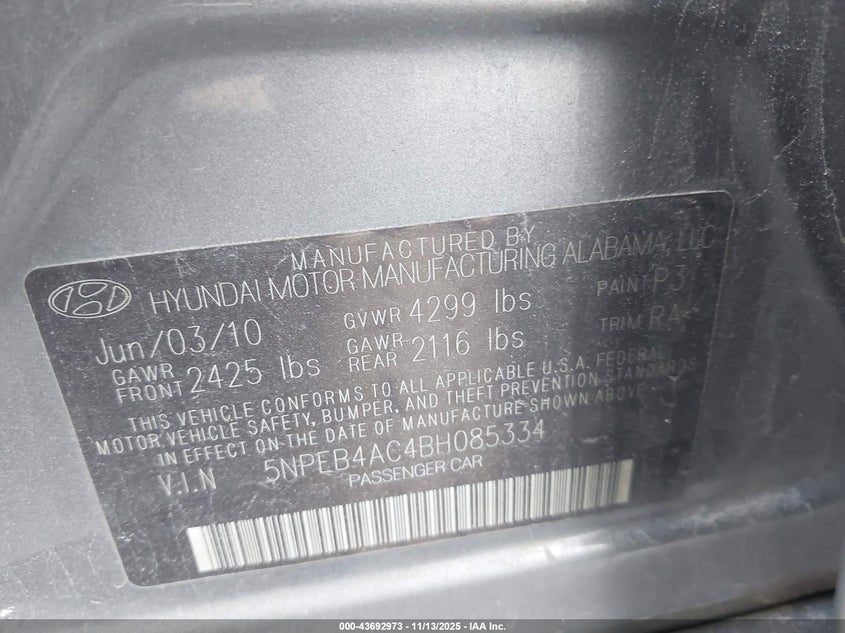 MANUFACTURED BY
HYUNDAI MOTOR MANUFACTURING ALABAMA, LLC
Jun/03/10 GVWR 4299 lbs PAINT P3
GAWR FRONT 2425 lbs GAWR REAR 2116 lbs TRIM RA
THIS VEHICLE CONFORMS TO ALL APPLICABLE U.S.A. FEDERAL
MOTOR VEHICLE SAFETY, BUMPER, AND THEFT PREVENTION STANDARDS
IN EFFECT ON THE DATE OF MANUFACTURE SHOWN ABOVE
V.I.N 5NPEB4AC4BH085334
PASSENGER CAR
000-43692973 - 11/13/2025 - IAA Inc.